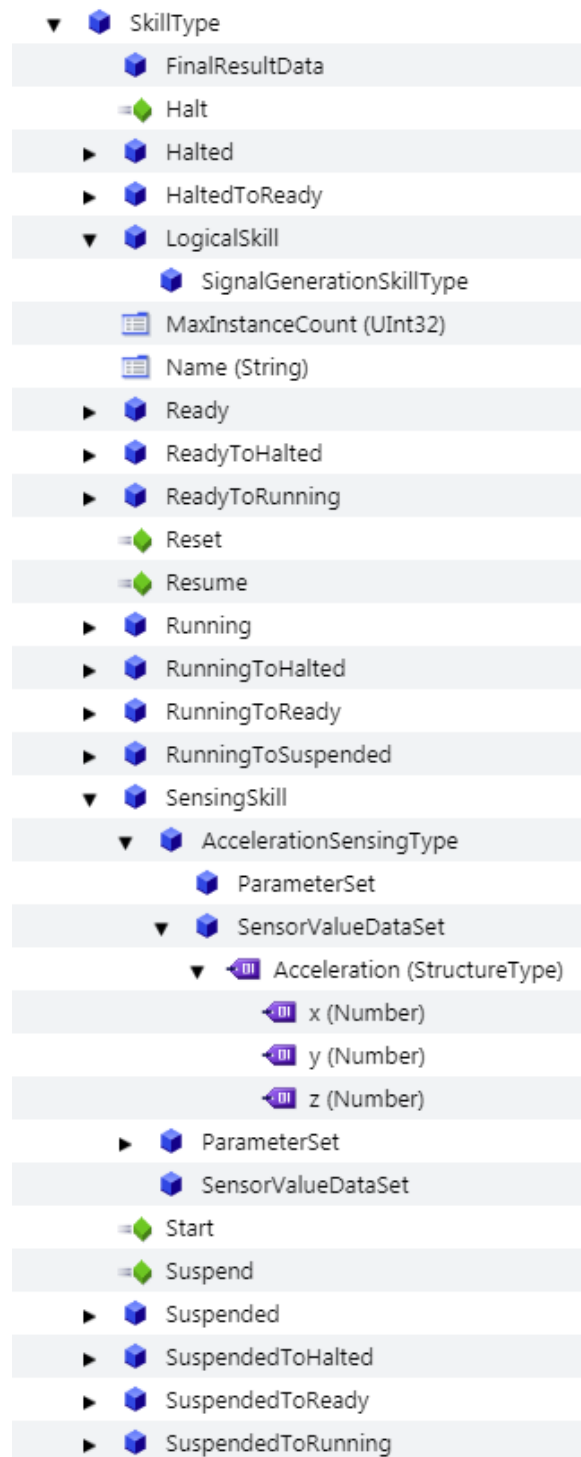 SkillType
FinalResultData
Halt
Halted
HaltedToReady
LogicalSkill
SignalGenerationSkillType
MaxInstanceCount (UInt32)
Name (String)
Ready
ReadyToHalted
ReadyToRunning
Reset
Resume
Running
RunningToHalted
RunningToReady
RunningToSuspended
SensingSkill
AccelerationSensingType
ParameterSet
SensorValueDataSet
Acceleration (StructureType)
x (Number)
y (Number)
z (Number)
ParameterSet
SensorValueDataSet
Start
Suspend
Suspended
SuspendedToHalted
SuspendedToReady
SuspendedToRunning